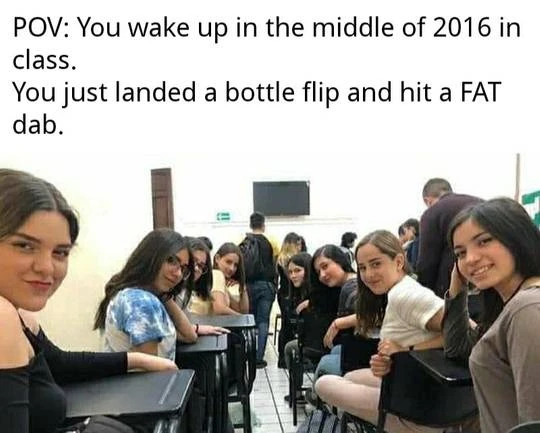 POV: You wake up in the middle of 2016 in
class.
You just landed a bottle flip and hit a FAT
dab.